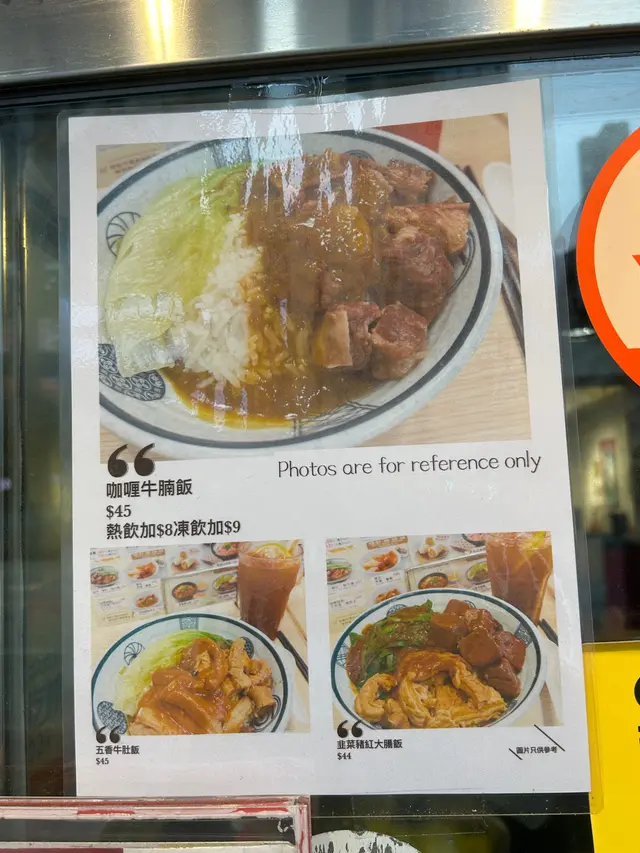 Photos are for reference only
咖喱牛腩飯
$45
熱飲加$8凍飲加$9
五香牛肚飯
$45
韭菜豬紅大腸飯
$44
圖片只供參考